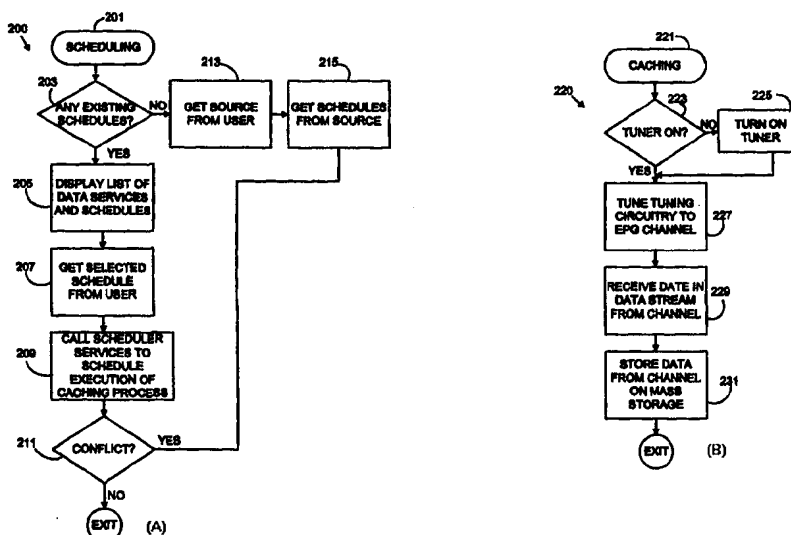 200
201
SCHEDULING
203
ANY EXISTING
SCHEDULES?
NO
213
GET SOURCE
FROM USER
215
GET SCHEDULES
FROM SOURCE
YES
205
DISPLAY LIST OF
DATA SERVICES
AND SCHEDULES
207
GET SELECTED
SCHEDULE
FROM USER
209
CALL SCHEDULER
SERVICES TO
SCHEDULE
EXECUTION OF
CACHING PROCESS
211
CONFLICT?
YES
NO
EXIT
(A)
220
221
CACHING
223
TUNER ON?
NO
225
TURN ON
TUNER
YES
TUNE TUNING
CIRCUITRY TO
EPG CHANNEL
227
RECEIVE DATE IN
DATA STREAM
FROM CHANNEL
229
STORE DATA
FROM CHANNEL
ON MASS
STORAGE
231
EXIT
(B)